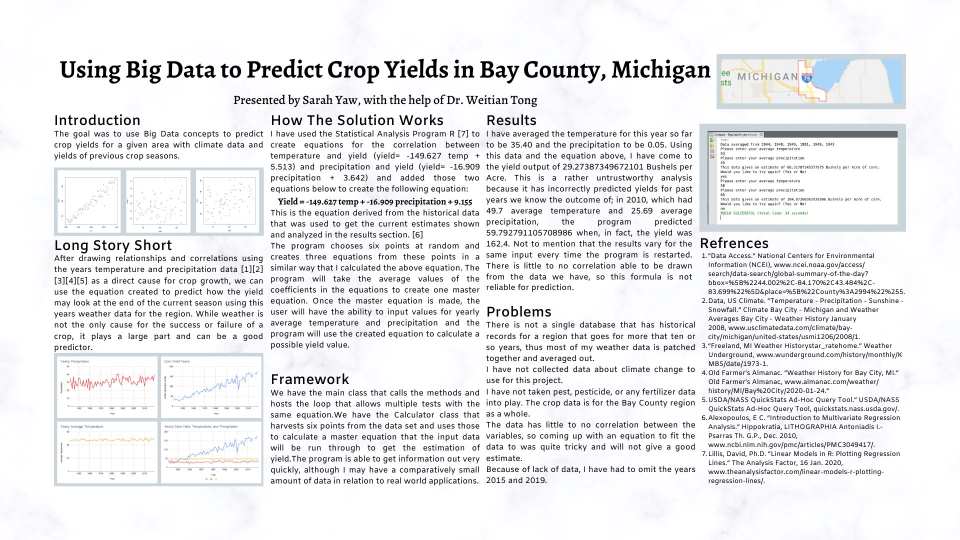 Using Big Data to Predict Crop Yields in Bay County, Michigan
Presented by Sarah Yaw, with the help of Dr. Weitian Tong
MICHIGAN
Introduction
The goal was to use Big Data concepts to predict
crop yields for a given area with climate data and
yields of previous crop seasons.
Long Story Short
After drawing relationships and correlations using
the years temperature and precipitation data [1][2]
[3][4][5] as a direct cause for crop growth, we can
use the equation created to predict how the yield
may look at the end of the current season using this
years weather data for the region. While weather is
not the only cause for the success or failure of a
crop, it plays a large part and can be a good
predictor.
How The Solution Works
I have used the Statistical Analysis Program R [7] to
create equations for the correlation between
temperature and yield (yield= -149.627 temp +
5.513) and precipitation and yield (yield= -16.909
precipitation + 3.642) and added those two
equations below to create the following equation:
Yield = -149.627 temp + -16.909 precipitation + 9.155
This is the equation derived from the historical data
that was used to get the current estimates shown
and analyzed in the results section. [6]
The program chooses six points at random and
creates three equations from these points in a
similar way that I calculated the above equation. The
program will take the average values of the
coefficients in the equations to create one master
equation. Once the master equation is made, the
user will have the ability to input values for yearly
average temperature and precipitation and the
program will use the created equation to calculate a
possible yield value.
Framework
We have the main class that calls the methods and
hosts the loop that allows multiple tests with the
same equation.We have the Calculator class that
harvests six points from the data set and uses those
to calculate a master equation that the input data
will be run through to get the estimation of
yield.The program is able to get information out very
quickly, although I may have a comparatively small
amount of data in relation to real world applications.
Results
I have averaged the temperature for this year so far
to be 35.40 and the precipitation to be 0.05. Using
this data and the equation above, I have come to
the yield output of 29.27387349672101 Bushels per
Acre. This is a rather untrustworthy analysis
because it has incorrectly predicted yields for past
years we know the outcome of; in 2010, which had
49.7 average temperature and 25.69 average
precipitation, the program predicted
59.792791105708986 when, in fact, the yield was
162.4. Not to mention that the results vary for the
same input every time the program is restarted.
There is little to no correlation able to be drawn
from the data we have, so this formula is not
reliable for prediction.
Problems
There is not a single database that has historical
records for a region that goes for more that ten or
so years, thus most of my weather data is patched
together and averaged out.
I have not collected data about climate change to
use for this project.
I have not taken pest, pesticide, or any fertilizer data
into play. The crop data is for the Bay County region
as a whole.
The data has little to no correlation between the
variables, so coming up with an equation to fit the
data to was quite tricky and will not give a good
estimate.
Because of lack of data, I have had to omit the years
2015 and 2019.
Please enter your average temperature
Please enter your average precipitation
Would you like to try again? (Yes or No)
Please enter your average temperature
Please enter your average precipitation
Would you like to try again? (Yes or No)
Refrences
1."Data Access." National Centers for Environmental
Information (NCEI), www.ncei.noaa.gov/access/
search/data-search/global-summary-of-the-day?
bbox=%5B%2244.002%2C-84.170%2C43.484%2C-
83.699%22%5D&place=%5B%22County%3A2994%22%255.
2. Data, US Climate. "Temperature - Precipitation - Sunshine -
Snowfall." Climate Bay City - Michigan and Weather
Averages Bay City - Weather History January
2008, www.usclimatedata.com/climate/bay-
city/michigan/united-states/usmi1206/2008/1.
3. "Freeland, MI Weather Historystar_ratehome." Weather
Underground, www.wunderground.com/history/monthly/K
MBS/date/1973-1.
4. Old Farmer's Almanac. "Weather History for Bay City, MI."
Old Farmer's Almanac, www.almanac.com/weather/
history/MI/Bay%20City/2020-01-24."
5. USDA/NASS QuickStats Ad-Hoc Query Tool." USDA/NASS
QuickStats Ad-Hoc Query Tool, quickstats.nass.usda.gov/.
6. Alexopoulos, E C. "Introduction to Multivariate Regression
Analysis." Hippokratia, LITHOGRAPHIA Antoniadis I.-
Psarras Th. G.P., Dec. 2010,
www.ncbi.nlm.nih.gov/pmc/articles/PMC3049417/.
7. Lillis, David, Ph.D. "Linear Models in R: Plotting Regression
Lines." The Analysis Factor, 16 Jan. 2020,
www.theanalysisfactor.com/linear-models-r-plotting-
regression-lines/.